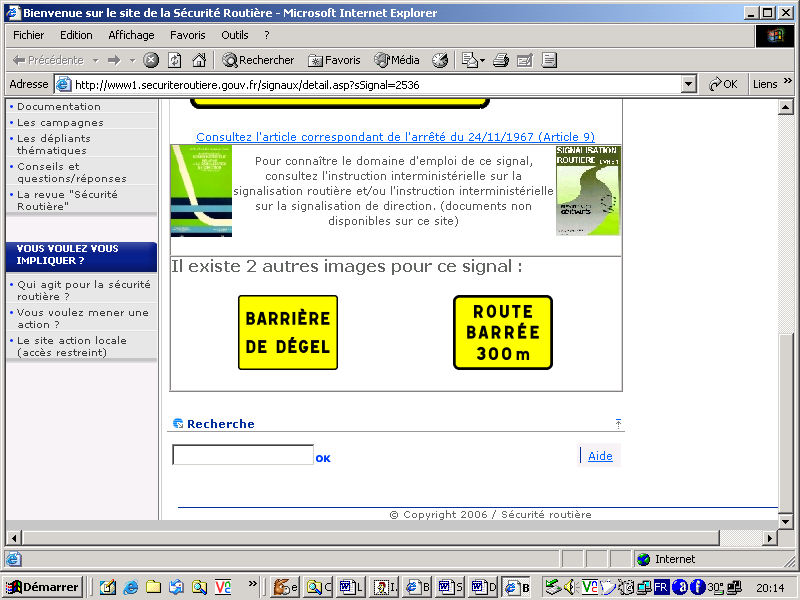 Bienvenue sur le site de la Sécurité Routière - Microsoft Internet Explorer
Fichier Edition Affichage Favoris Outils ?
Précédente Rechercher Favoris Média
Adresse http://www1.securiteroutiere.gouv.fr/signaux/detail.asp?sSignal=2536 OK Liens »
Documentation
Les campagnes
Les dépliants
thématiques
Conseils et
questions/réponses
La revue "Sécurité
Routière"
VOUS VOULEZ VOUS
IMPLIQUER ?
Qui agit pour la sécurité
routière ?
Vous voulez mener une
action ?
Le site action locale
(accès restreint)
Consultez l'article correspondant de l'arrêté du 24/11/1967 (Article 9)
Pour connaître le domaine d'emploi de ce signal,
consultez l'instruction interministérielle sur la
signalisation routière et/ou l'instruction interministérielle
sur la signalisation de direction. (documents non
disponibles sur ce site)
SIGNALISATION
ROUTIERE
Il existe 2 autres images pour ce signal :
BARRIÈRE
DE DÉGEL
ROUTE
BARRÉE
300m
Recherche
OK
Aide
© Copyright 2006 / Sécurité routière
Internet
Démarrer » e C L I B S D B FR 30° 20:14